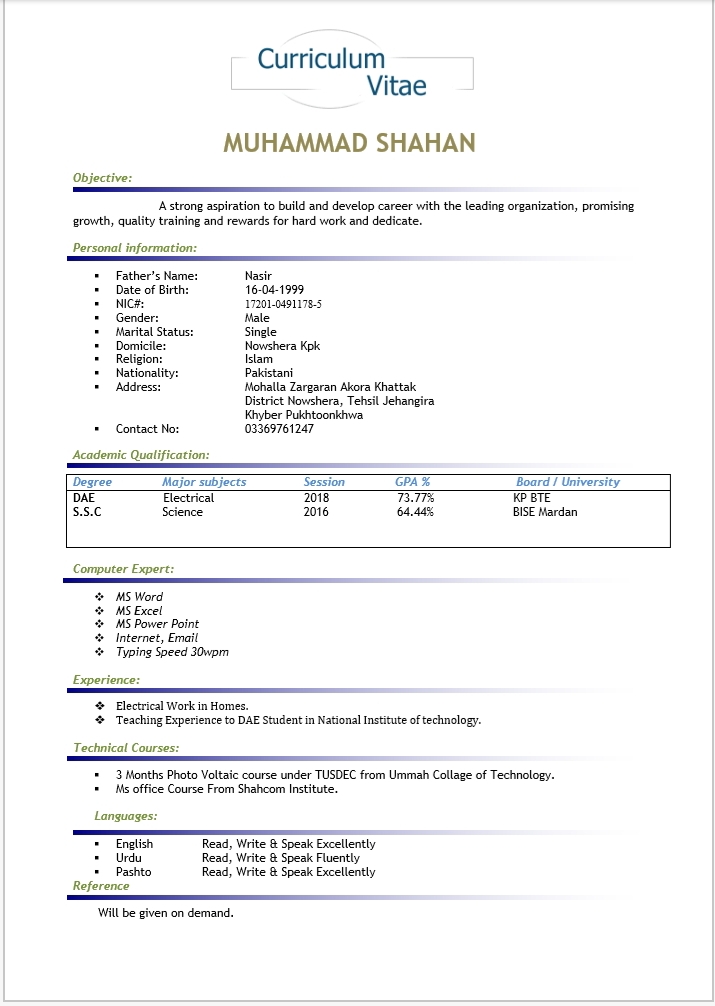 Curriculum
Vitae
MUHAMMAD SHAHAN
Objective:
A strong aspiration to build and develop career with the leading organization, promising
growth, quality training and rewards for hard work and dedicate.
Personal information:
▪ Father's Name: Nasir
▪ Date of Birth: 16-04-1999
▪ NIC#: 17201-0491178-5
▪ Gender: Male
▪ Marital Status: Single
▪ Domicile: Nowshera Kpk
▪ Religion: Islam
▪ Nationality: Pakistani
▪ Address: Mohalla Zargaran Akora Khattak
District Nowshera, Tehsil Jehangira
Khyber Pukhtoonkhwa
▪ Contact No: 03369761247
Academic Qualification:
Degree Major subjects Session GPA % Board / University
DAE Electrical 2018 73.77% KP BTE
S.S.C Science 2016 64.44% BISE Mardan
Computer Expert:
❖ MS Word
❖ MS Excel
❖ MS Power Point
❖ Internet, Email
❖ Typing Speed 30wpm
Experience:
❖ Electrical Work in Homes.
❖ Teaching Experience to DAE Student in National Institute of technology.
Technical Courses:
▪ 3 Months Photo Voltaic course under TUSDEC from Ummah Collage of Technology.
▪ Ms office Course From Shahcom Institute.
Languages:
▪ English Read, Write & Speak Excellently
▪ Urdu Read, Write & Speak Fluently
▪ Pashto Read, Write & Speak Excellently
Reference
Will be given on demand.